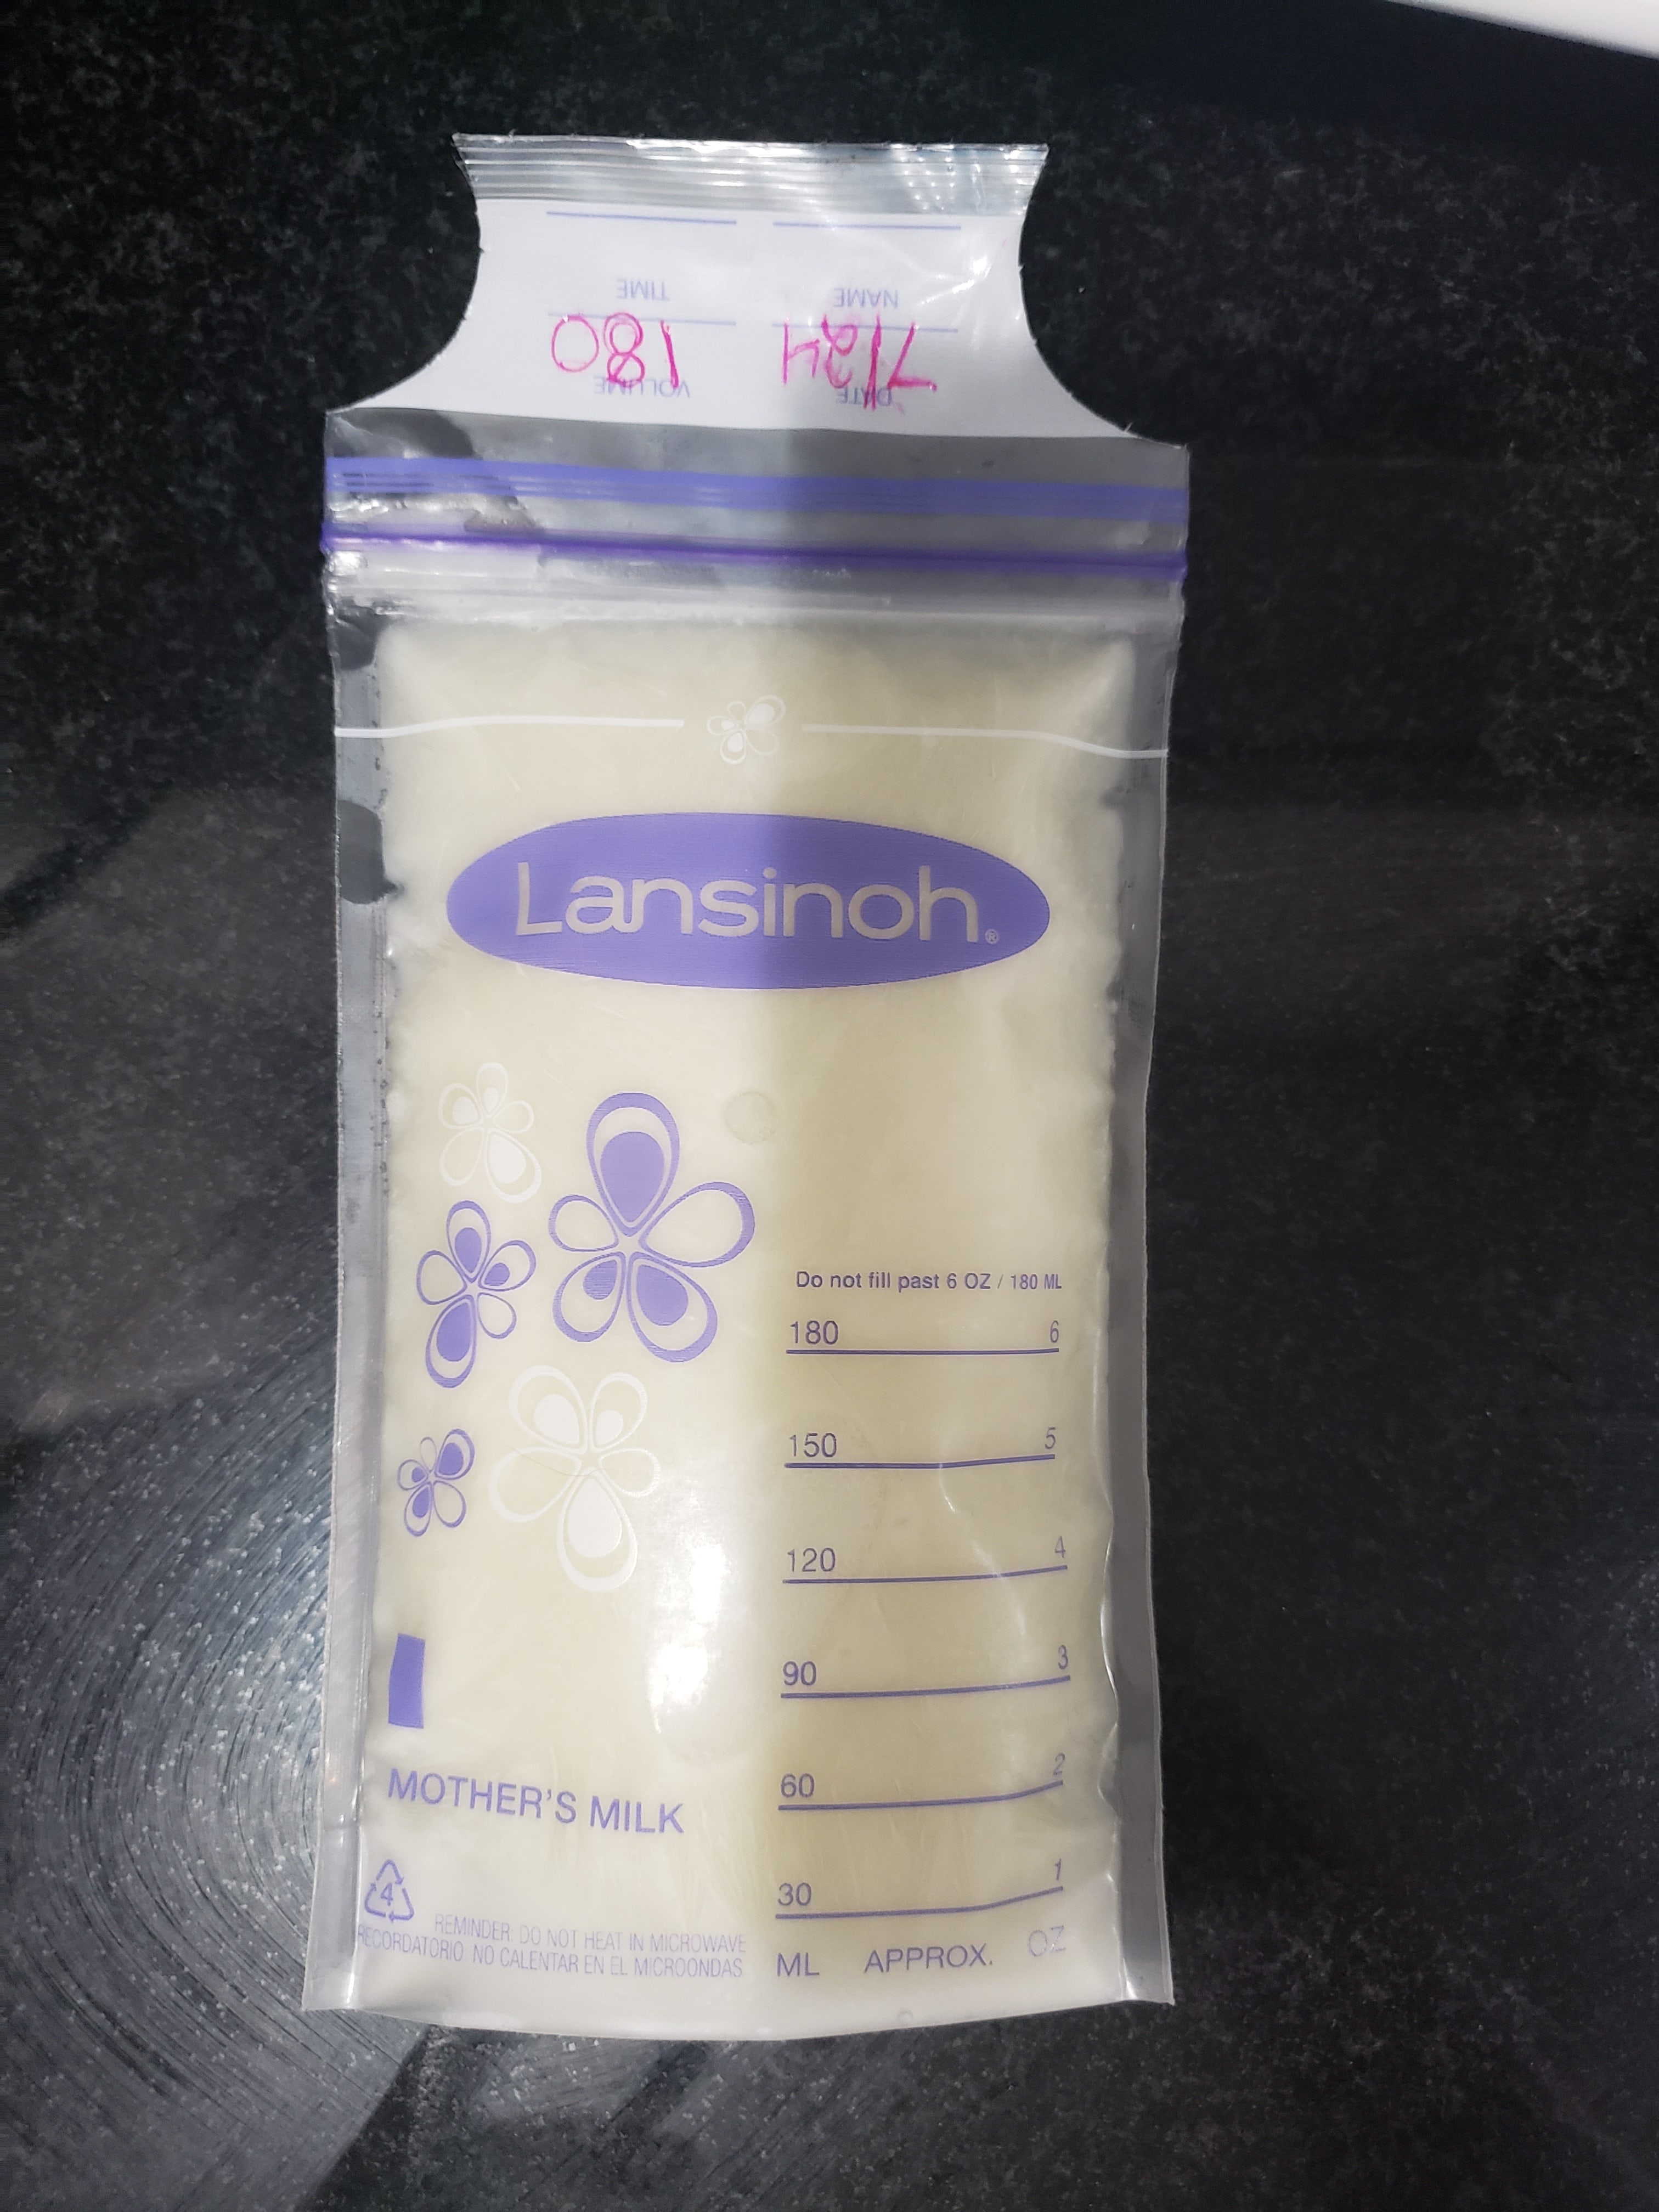 TIME NAME
180 7/24
VOLUME DATE
Lansinoh®
Do not fill past 6 OZ / 180 ML
180 6
150 5
120 4
90 3
60 2
30 1
ML APPROX. OZ
MOTHER'S MILK
4
REMINDER: DO NOT HEAT IN MICROWAVE
RECORDATORIO NO CALENTAR EN EL MICROONDAS